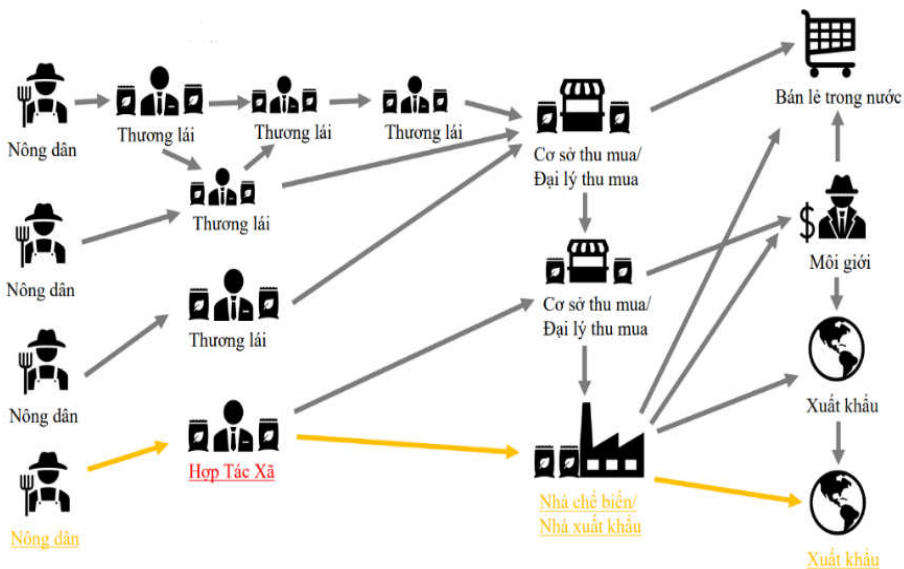 Nông dân
Thương lái
Thương lái
Thương lái
Cơ sở thu mua/
Đại lý thu mua
Bán lẻ trong nước
Nông dân
Thương lái
$
Môi giới
Nông dân
Thương lái
Cơ sở thu mua/
Đại lý thu mua
Xuất khẩu
Nông dân
Hợp Tác Xã
Nhà chế biến/
Nhà xuất khẩu
Xuất khẩu